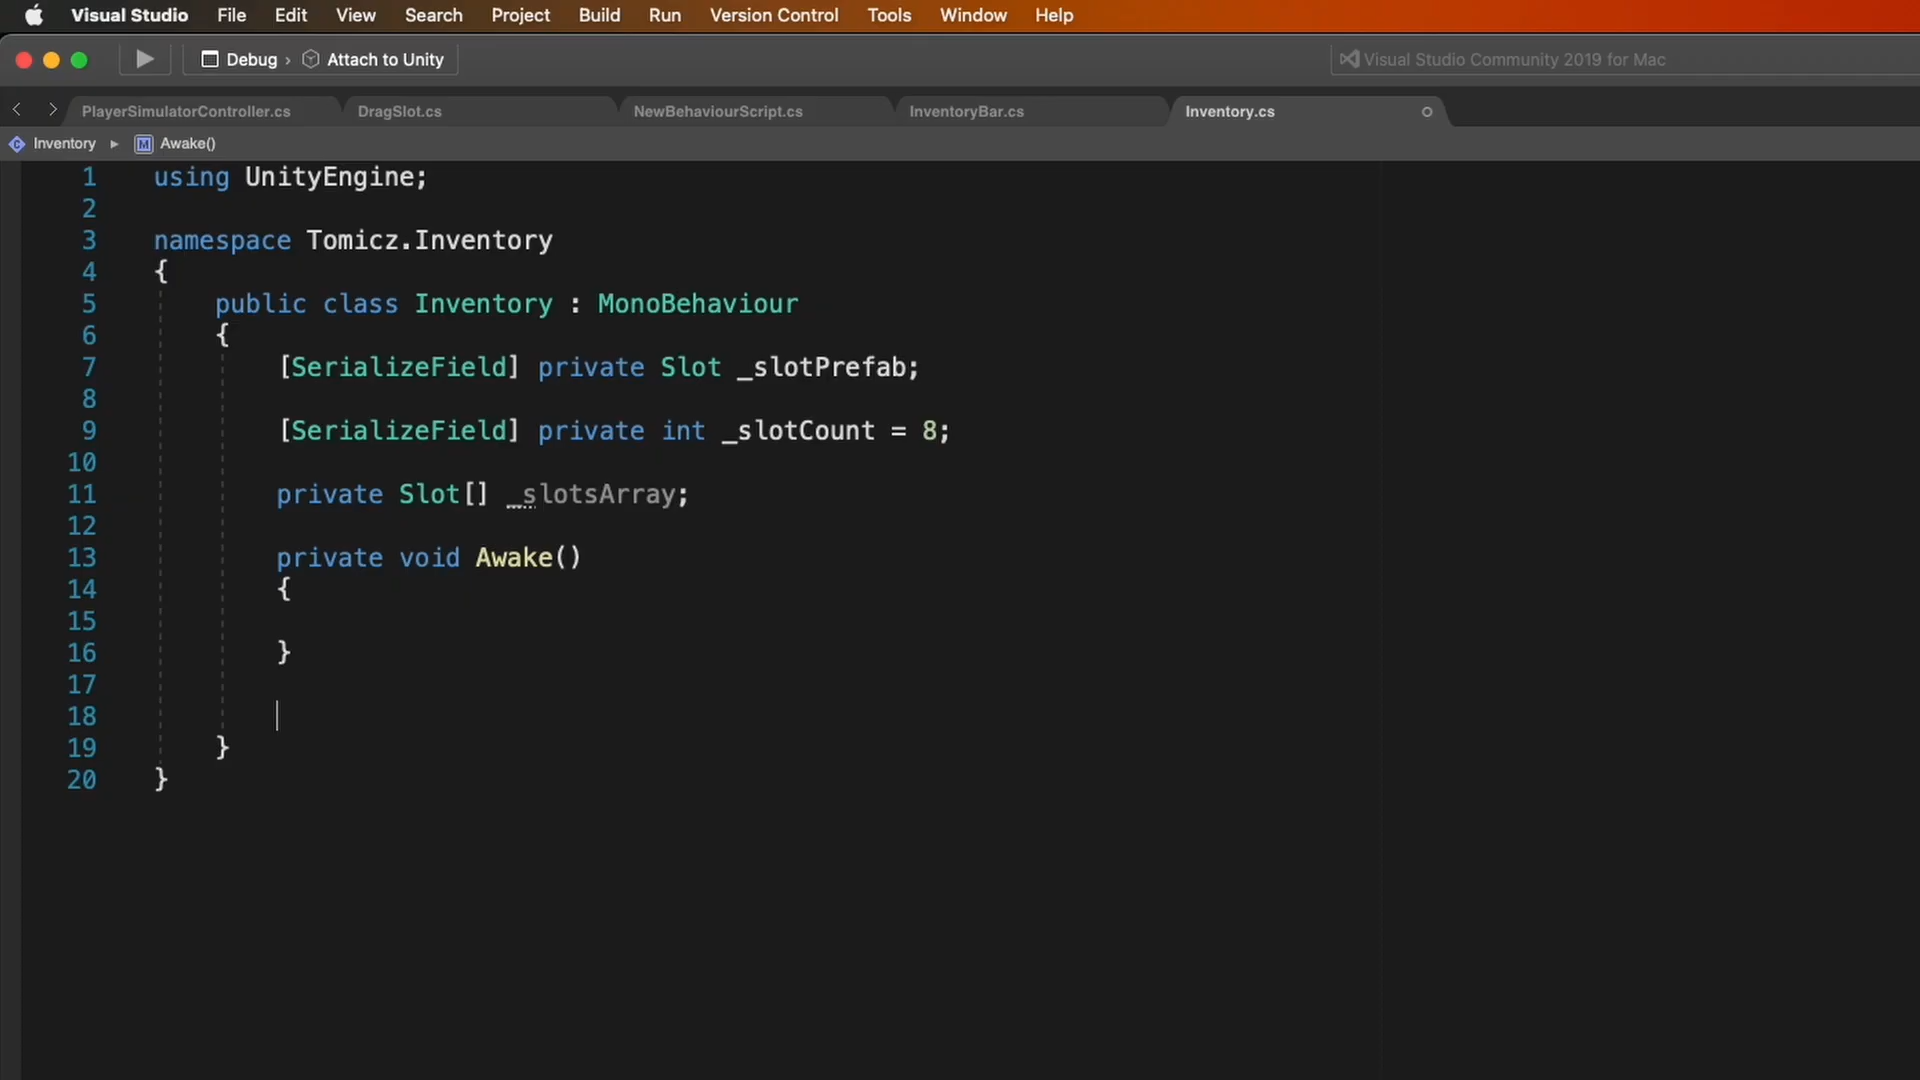 Visual Studio File Edit View Search Project Build Run Version Control Tools Window Help
Debug › Attach to Unity Visual Studio Community 2019 for Mac
PlayerSimulatorController.cs DragSlot.cs NewBehaviourScript.cs InventoryBar.cs Inventory.cs
Inventory ▸ M Awake()
1 using UnityEngine;
2
3 namespace Tomicz.Inventory
4 {
5 public class Inventory : MonoBehaviour
6 {
7 [SerializeField] private Slot _slotPrefab;
8
9 [SerializeField] private int _slotCount = 8;
10
11 private Slot[] _slotsArray;
12
13 private void Awake()
14 {
15
16 }
17
18
19 }
20 }